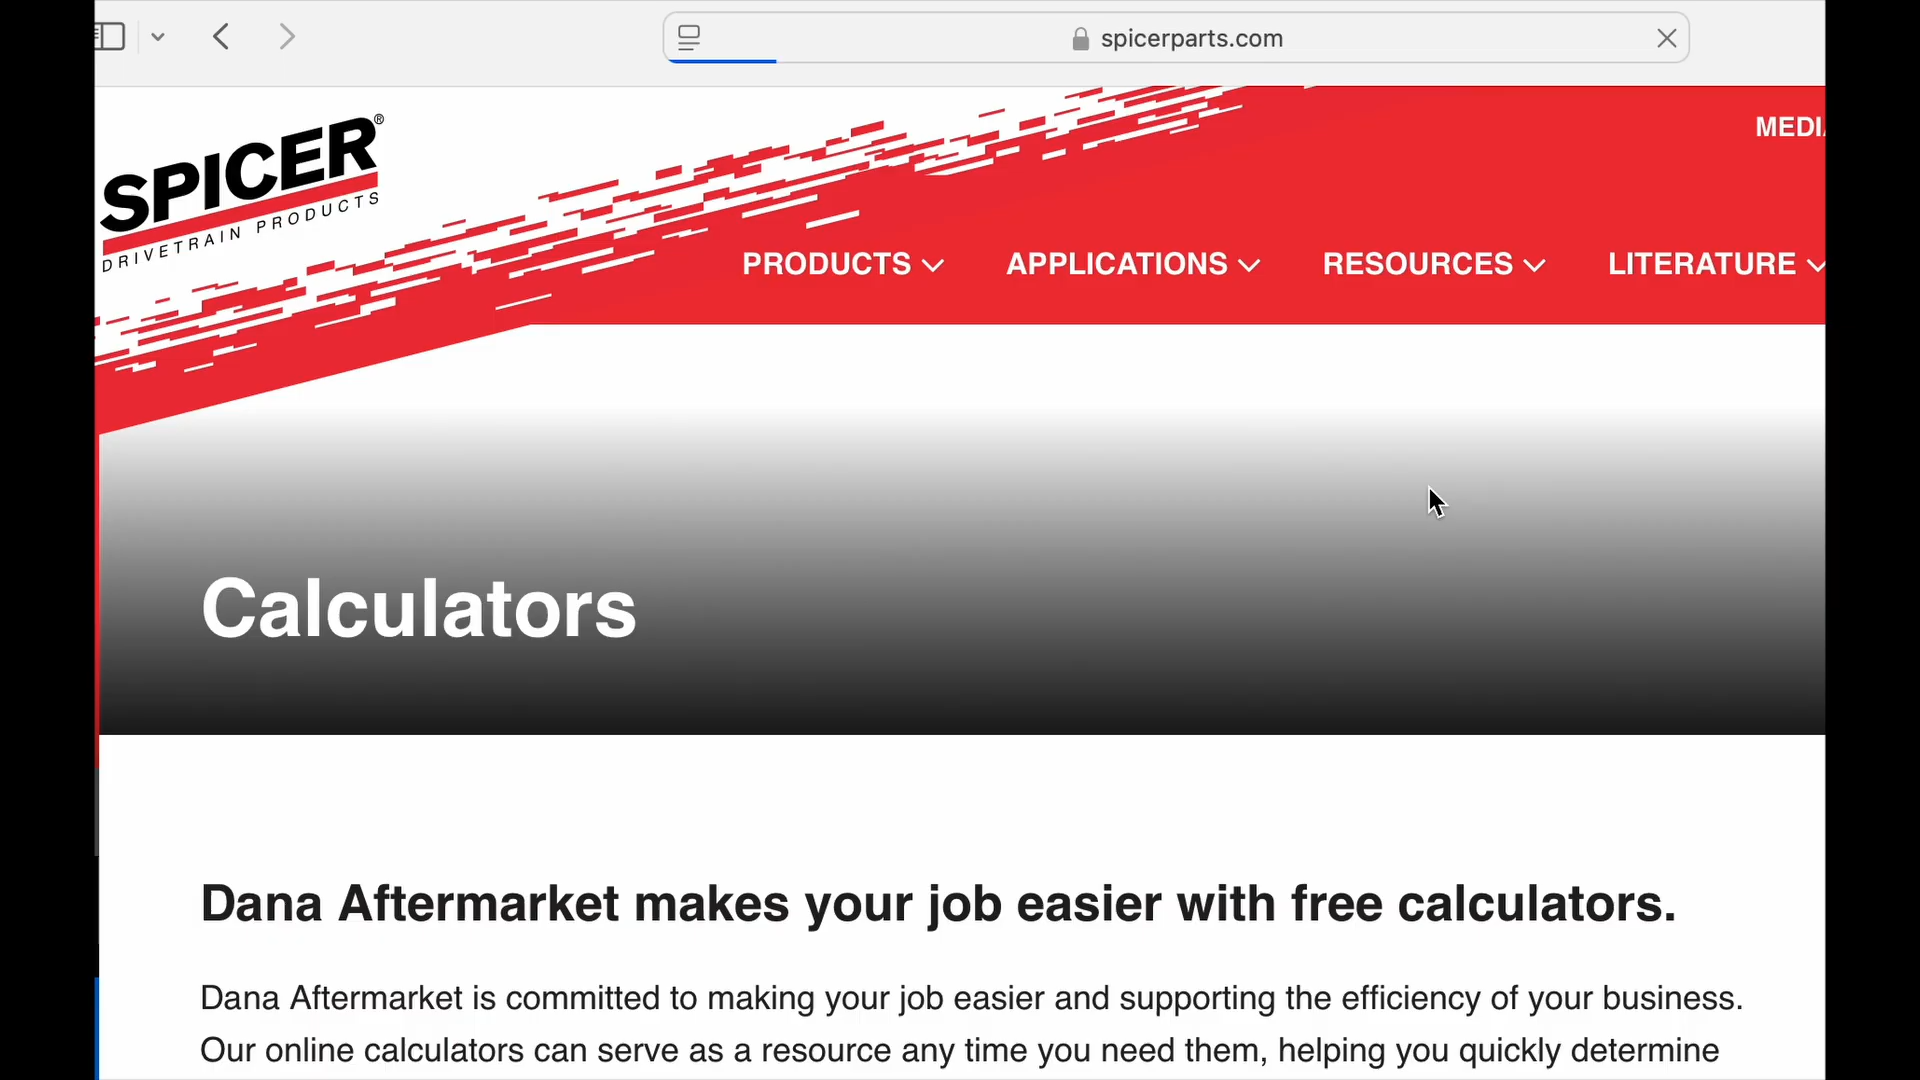 spicerparts.com
SPICER®
DRIVETRAIN PRODUCTS
MEDI
PRODUCTS
APPLICATIONS
RESOURCES
LITERATURE
Calculators
Dana Aftermarket makes your job easier with free calculators.
Dana Aftermarket is committed to making your job easier and supporting the efficiency of your business.
Our online calculators can serve as a resource any time you need them, helping you quickly determine